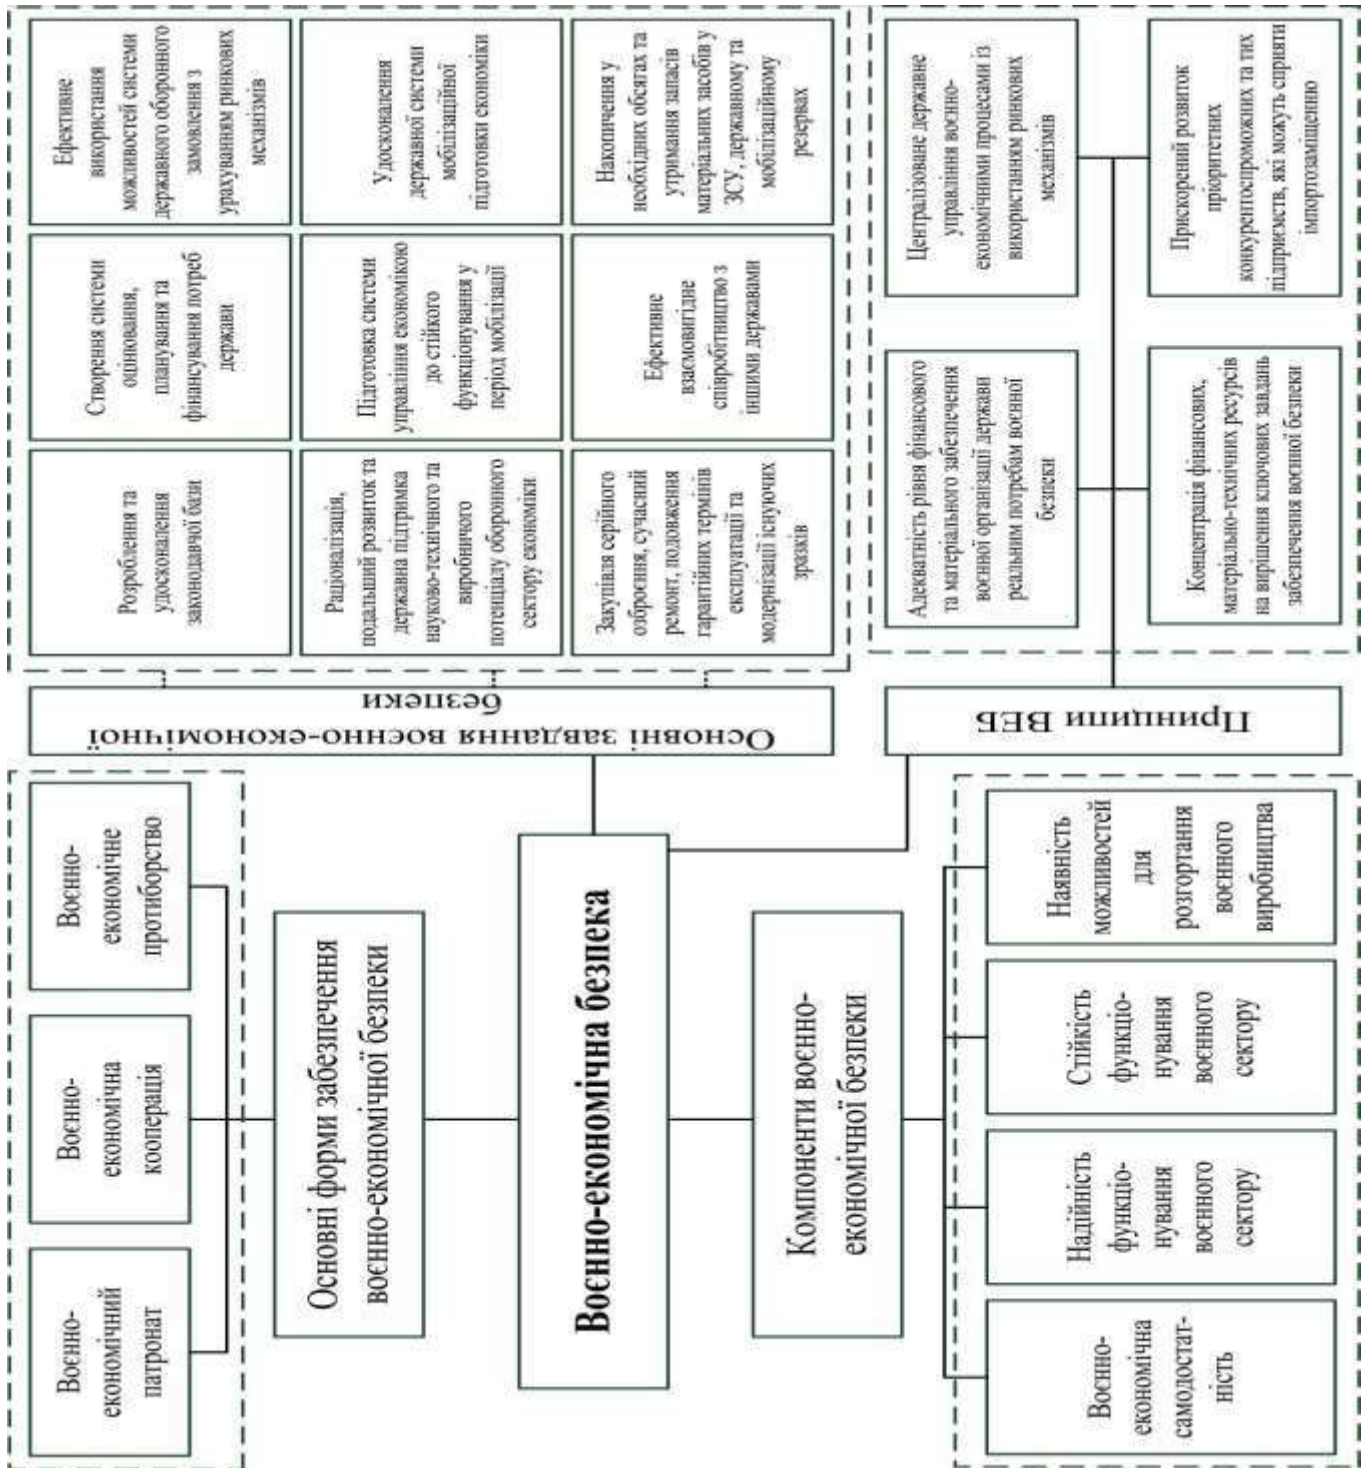 Воєнно-
економічний
патронат
Воєнно-
економічна
кооперація
Воєнно-
економічне
протиборство
Основні форми забезпечення
воєнно-економічної безпеки
Воєнно-економічна безпека
Компоненти воєнно-
економічної безпеки
Воєнно-
економічна
самодостат-
ність
Надійність
функціо-
нування
воєнного
сектору
Стійкість
функціо-
нування
воєнного
сектору
Наявність
можливостей
для
розгортання
воєнного
виробництва
Основні завдання воєнно-економічної
безпеки
Розроблення та
удосконалення
законодавчої бази
Створення системи
оцінювання,
планування та
фінансування потреб
держави
Ефективне
використання
можливостей системи
державного оборонного
замовлення з
урахуванням ринкових
механізмів
Раціоналізація,
подальший розвиток та
державна підтримка
науково-технічного та
виробничого
потенціалу оборонного
сектору економіки
Підготовка системи
управління економікою
до стійкого
функціонування у
період мобілізації
Удосконалення
державної системи
мобілізаційної
підготовки економіки
Закупівля серійного
озброєння, сучасний
ремонт, подовження
гарантійних термінів
експлуатації та
модернізації існуючих
зразків
Ефективне
взаємовигідне
співробітництво з
іншими державами
Накопичення у
необхідних обсягах та
утримання запасів
матеріальних засобів у
ЗСУ, державному та
мобілізаційному
резервах
Принципи ВЕБ
Адекватність рівня фінансового
та матеріального забезпечення
воєнної організації держави
реальним потребам воєнної
безпеки
Централізоване державне
управління воєнно-
економічними процесами із
використанням ринкових
механізмів
Концентрація фінансових,
матеріально-технічних ресурсів
на вирішення ключових завдань
забезпечення воєнної безпеки
Прискорений розвиток
пріоритетних
конкурентоспроможних та тих
підприємств, які можуть сприяти
імпортозаміщенню